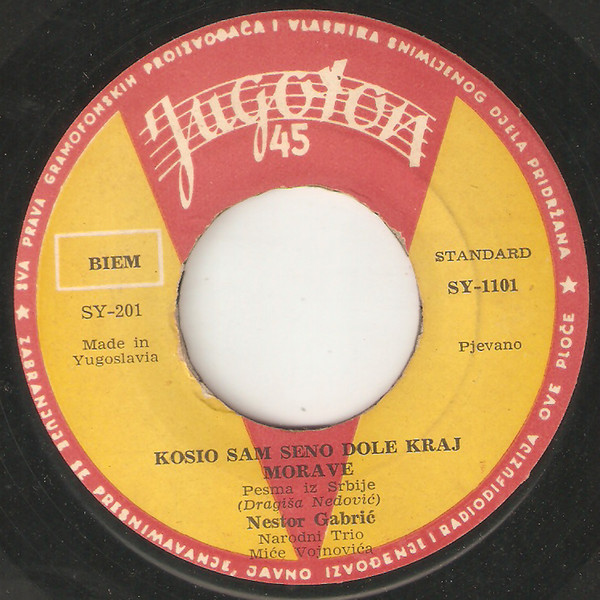 ★ SVA PRAVA GRAMOFONSKIH PROIZVOĐAČA I VLASNIKA SNIMLJENOG DJELA PRIDRŽANA ★
ZABRANJUJE SE PRESNIMAVANJE, JAVNO IZVOĐENJE I RADIODIFUZIJA OVE PLOČE
Jugoton
45
BIEM
SY-201
Made in
Yugoslavia
STANDARD
SY-1101
Pjevano
KOSIO SAM SENO DOLE KRAJ
MORAVE
Pesma iz Srbije
(Dragiša Nedović)
Nestor Gabrić
Narodni Trio
Miće Vojnovića